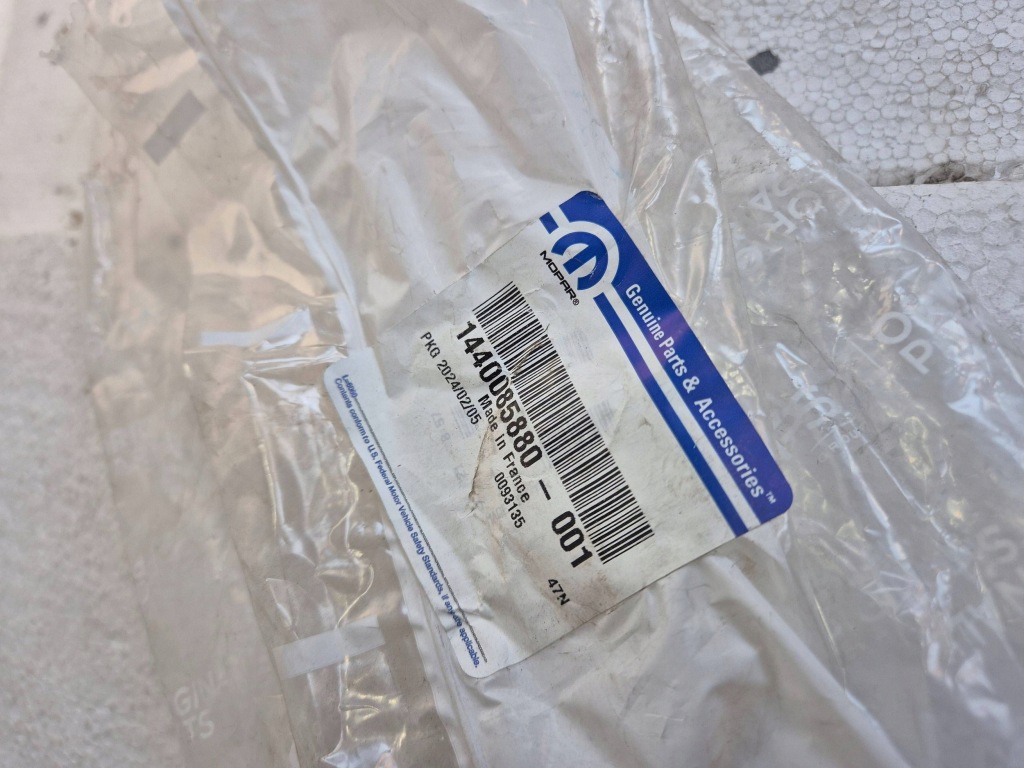 MOPAR®
Genuine Parts & Accessories™
1440085880 – 001
Made In France
PKG 2024/02/05
0093135
47N
Contents conform to U.S. Federal Motor Vehicle Safety Standards, if any are applicable.